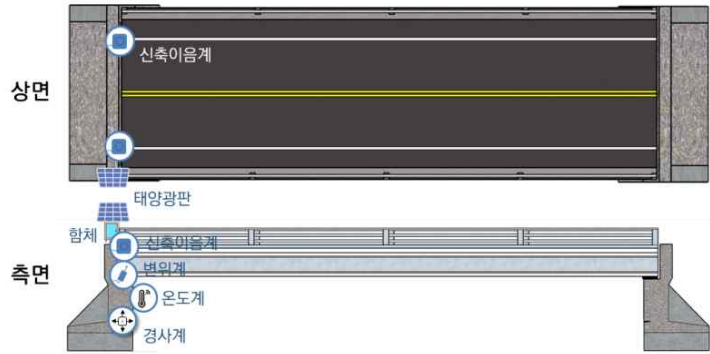 상면
신축이음계
태양광판
함체
신축이음계
변위계
측면
온도계
경사계